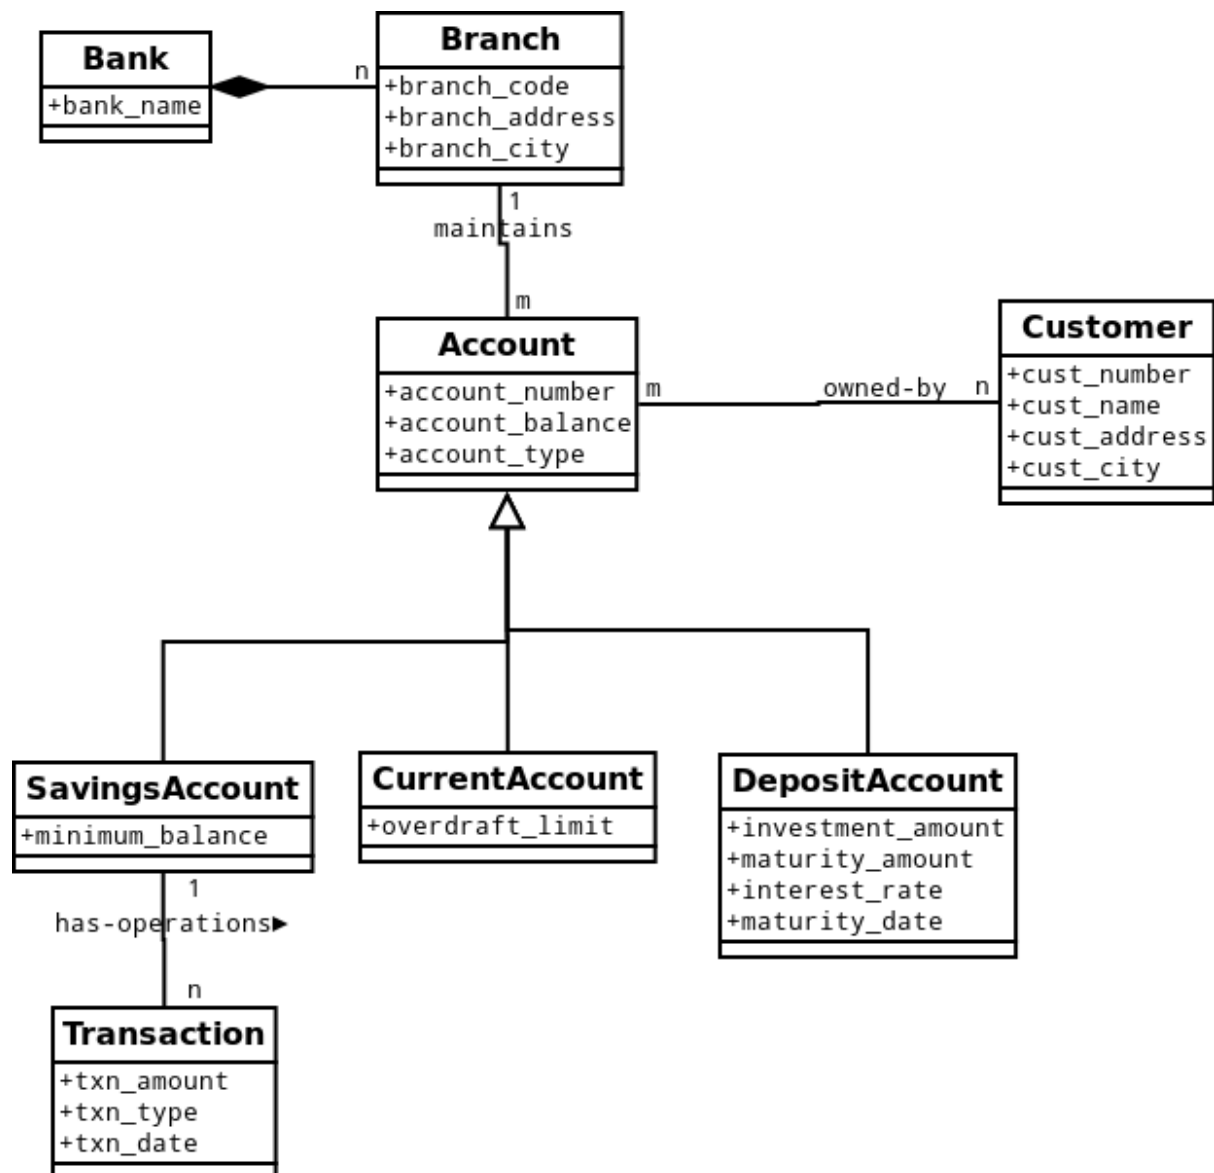 Bank
+bank_name
n
Branch
+branch_code
+branch_address
+branch_city
1
maintains
m
Account
+account_number
+account_balance
+account_type
m
owned-by
n
Customer
+cust_number
+cust_name
+cust_address
+cust_city
SavingsAccount
+minimum_balance
CurrentAccount
+overdraft_limit
DepositAccount
+investment_amount
+maturity_amount
+interest_rate
+maturity_date
1
has-operations▶
n
Transaction
+txn_amount
+txn_type
+txn_date